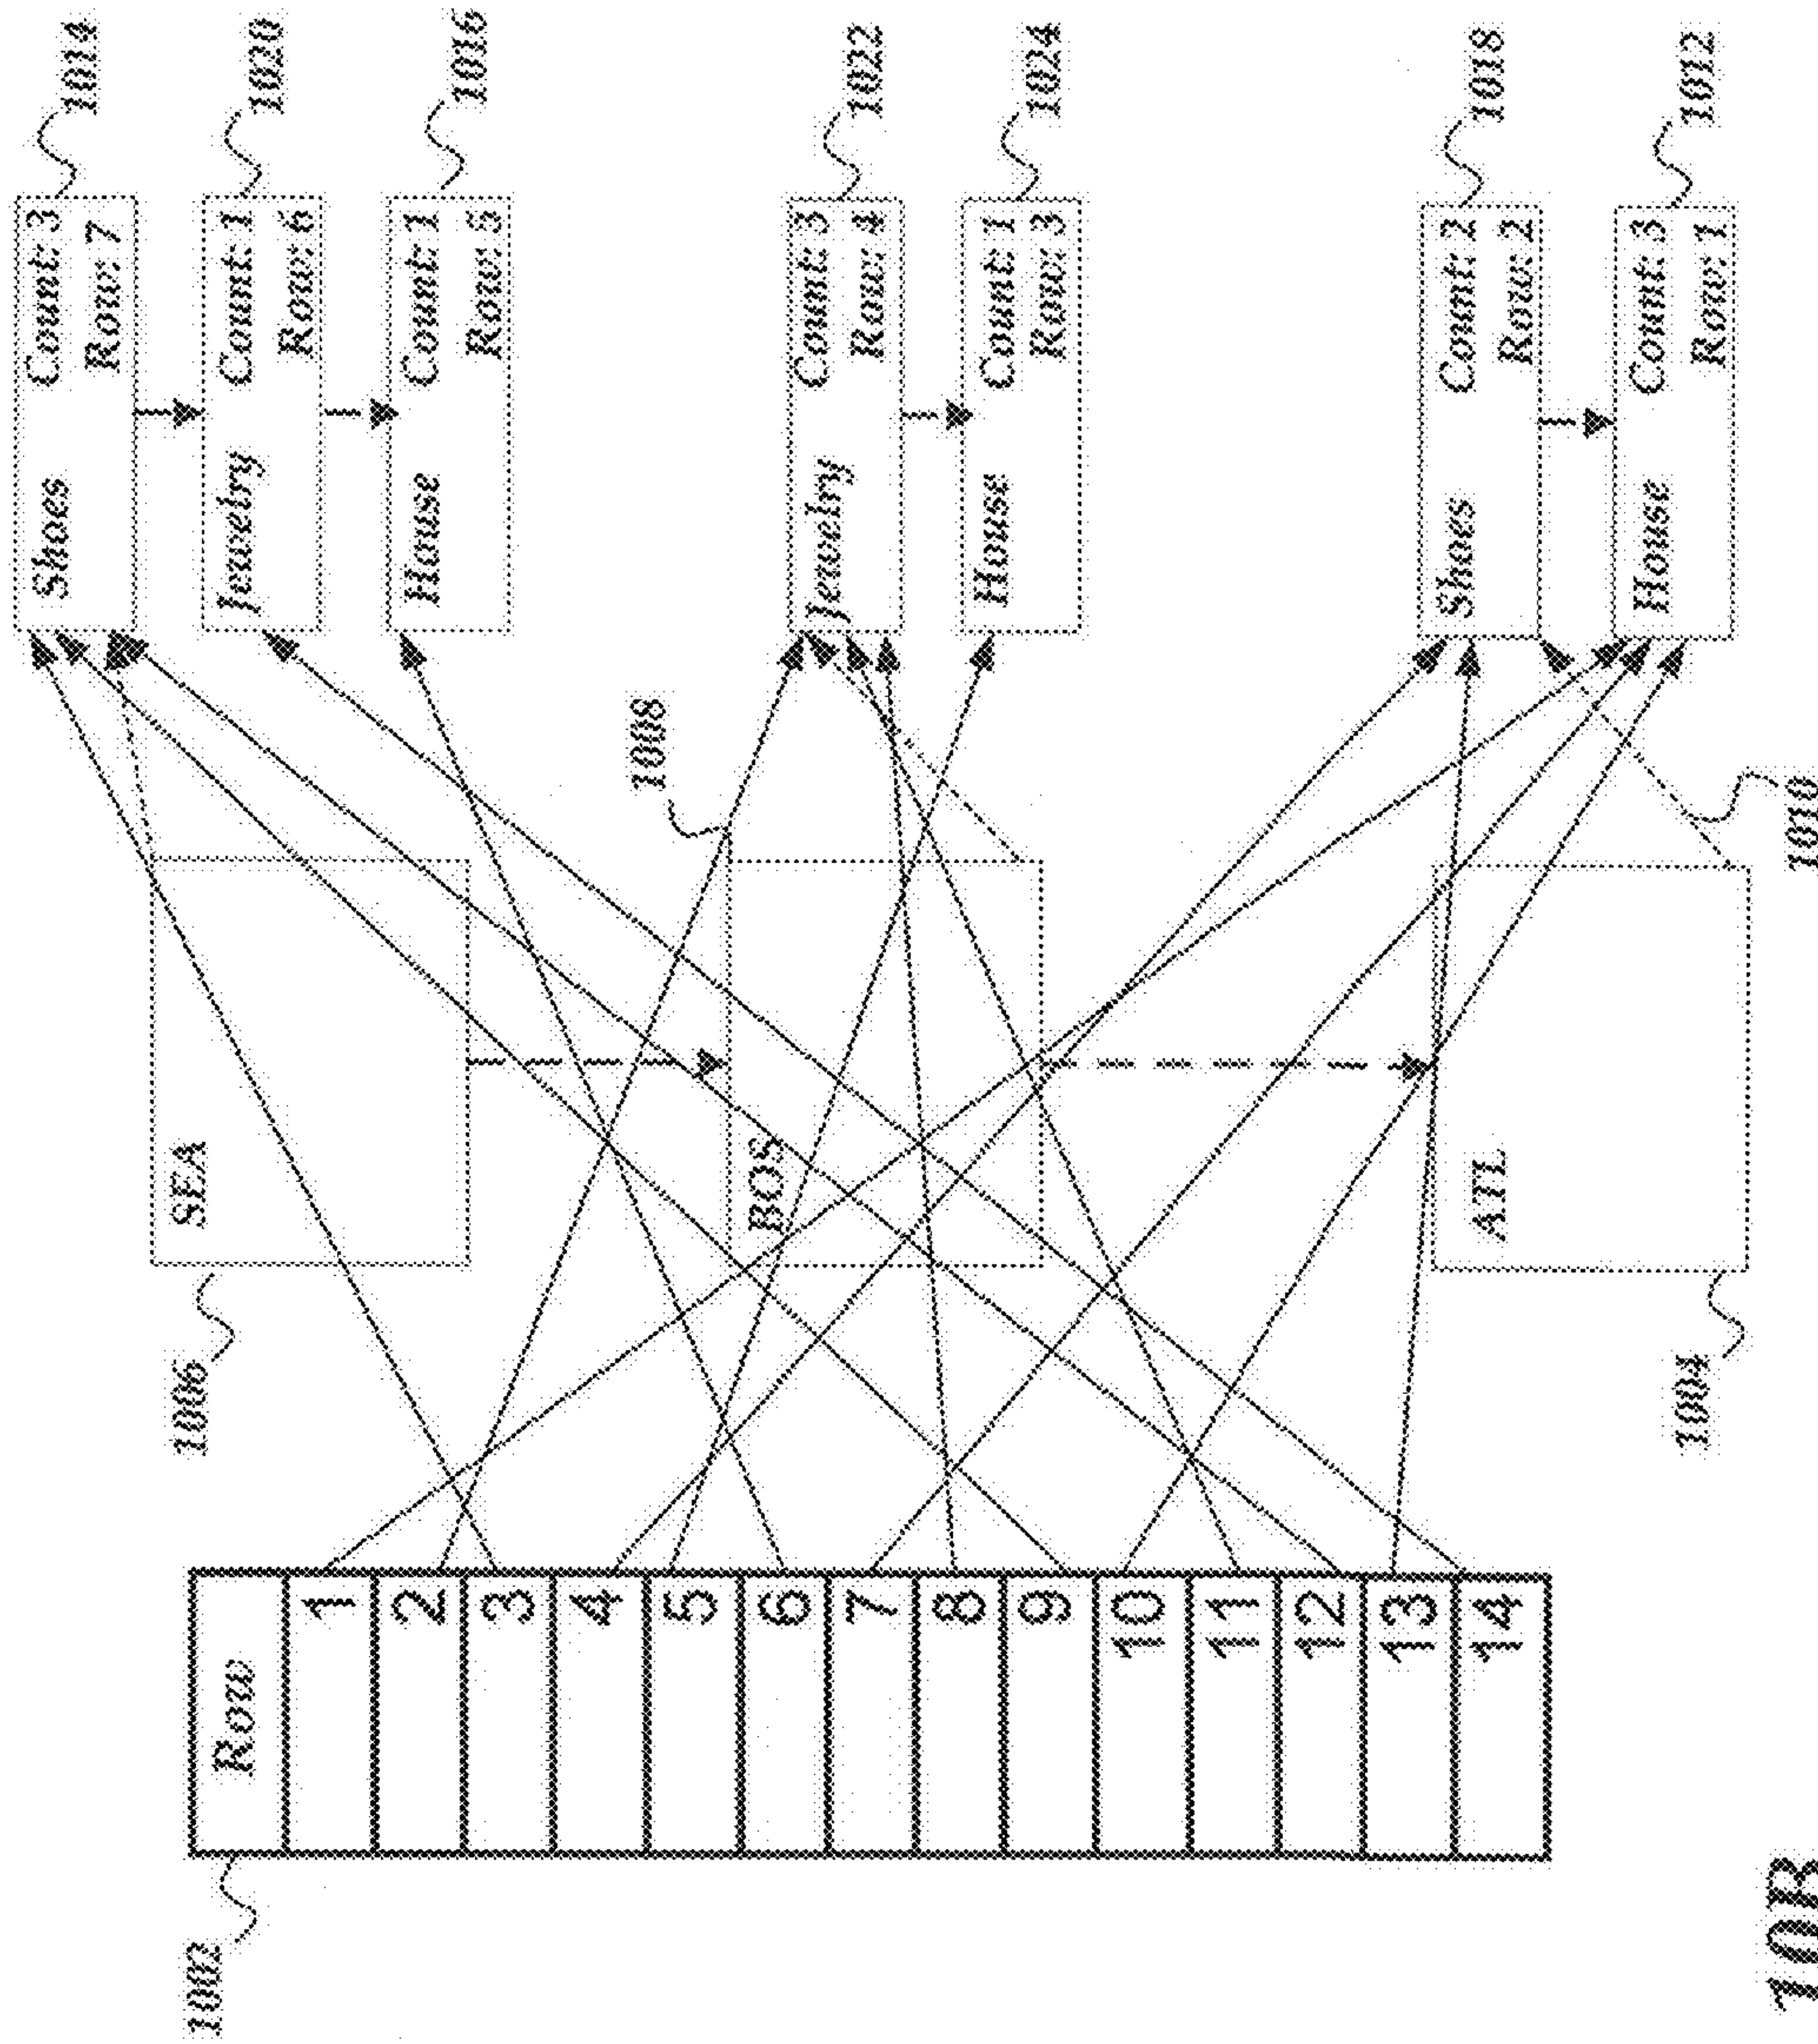 1002
Row
1
2
3
4
5
6
7
8
9
10
11
12
13
14
1006
SEA
1008
BOS
1004
ATL
1010
Shoes Count: 3
Row: 7
1014
Jewelry Count: 1
Row: 6
1020
House Count: 1
Row: 5
1016
Jewelry Count: 3
Row: 4
1022
House Count: 1
Row: 3
1024
Shoes Count: 2
Row: 2
1018
House Count: 3
Row: 1
1012
10B